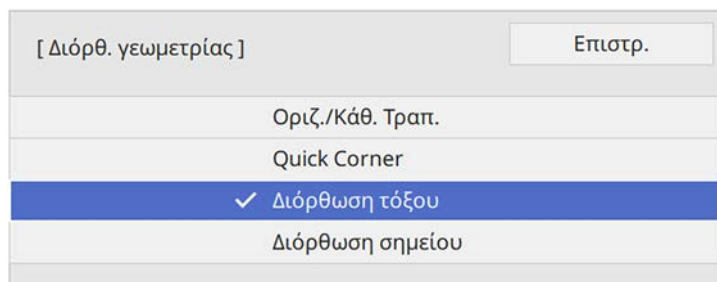 [ Διόρθ. γεωμετρίας ]
Επιστρ.
Οριζ./Κάθ. Τραπ.
Quick Corner
Διόρθωση τόξου
Διόρθωση σημείου